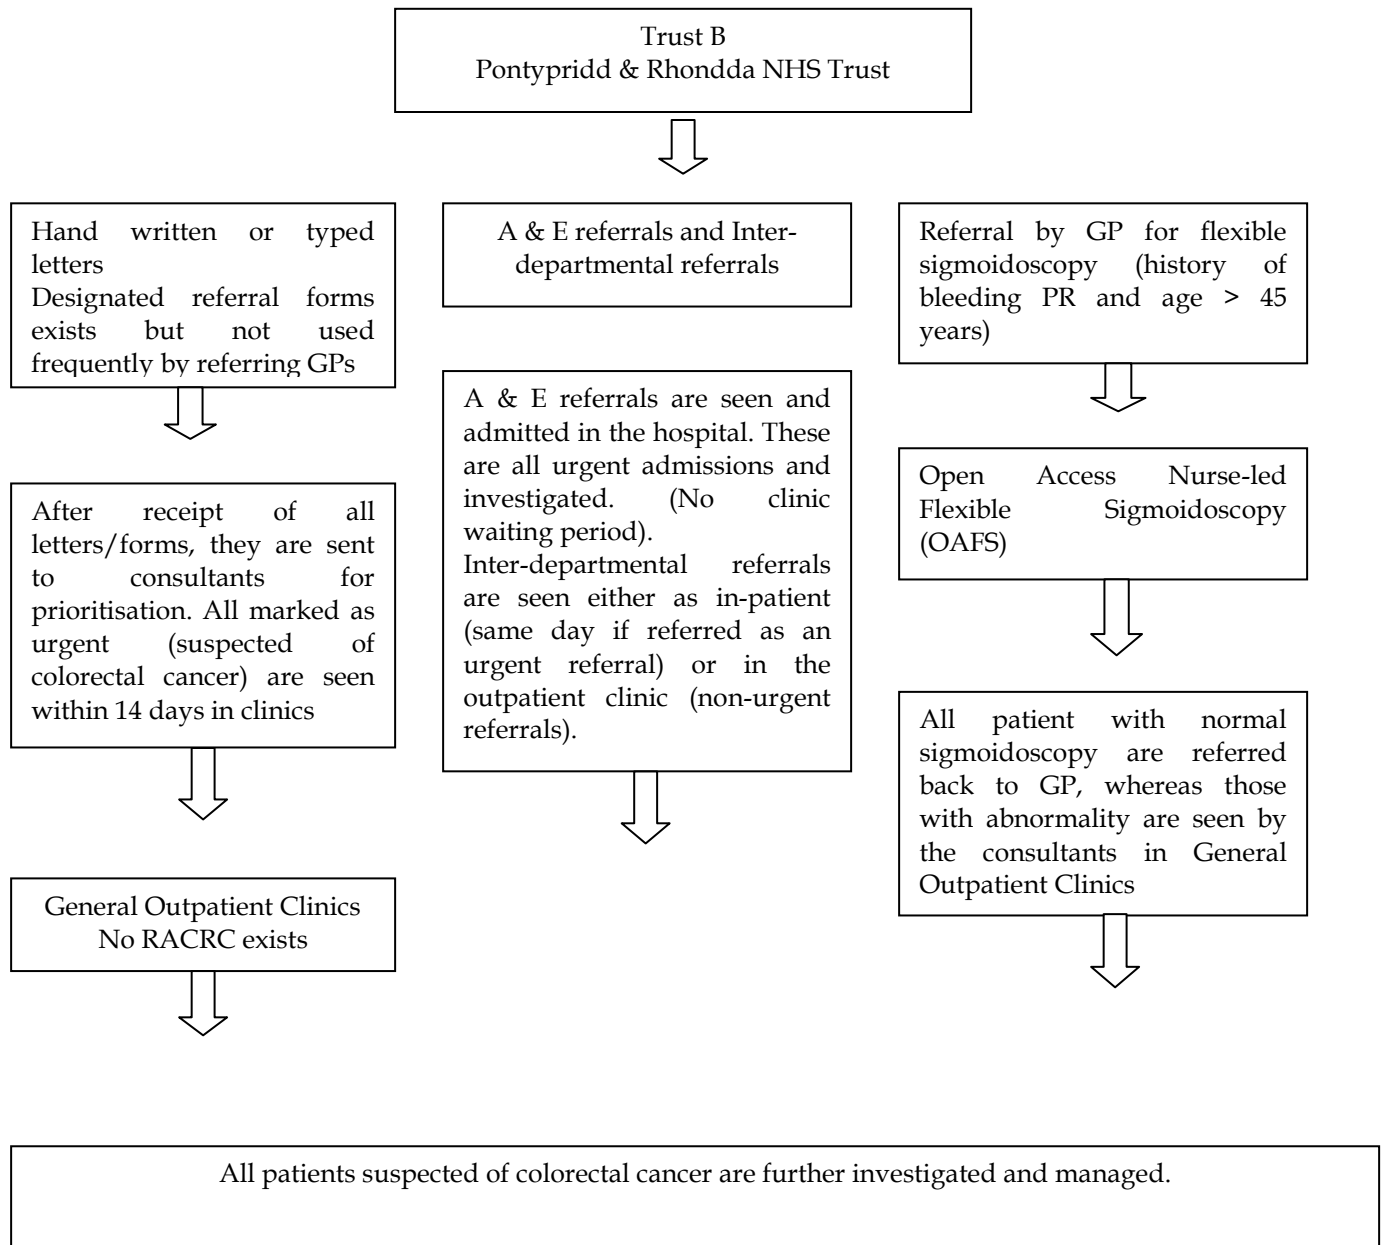 Trust B
Pontypridd & Rhondda NHS Trust
Hand written or typed
letters
Designated referral forms
exists but not used
frequently by referring GPs
After receipt of all
letters/forms, they are sent
to consultants for
prioritisation. All marked as
urgent (suspected of
colorectal cancer) are seen
within 14 days in clinics
General Outpatient Clinics
No RACRC exists
A & E referrals and Inter-
departmental referrals
A & E referrals are seen and
admitted in the hospital. These
are all urgent admissions and
investigated. (No clinic
waiting period).
Inter-departmental referrals
are seen either as in-patient
(same day if referred as an
urgent referral) or in the
outpatient clinic (non-urgent
referrals).
Referral by GP for flexible
sigmoidoscopy (history of
bleeding PR and age > 45
years)
Open Access Nurse-led
Flexible Sigmoidoscopy
(OAFS)
All patient with normal
sigmoidoscopy are referred
back to GP, whereas those
with abnormality are seen by
the consultants in General
Outpatient Clinics
All patients suspected of colorectal cancer are further investigated and managed.